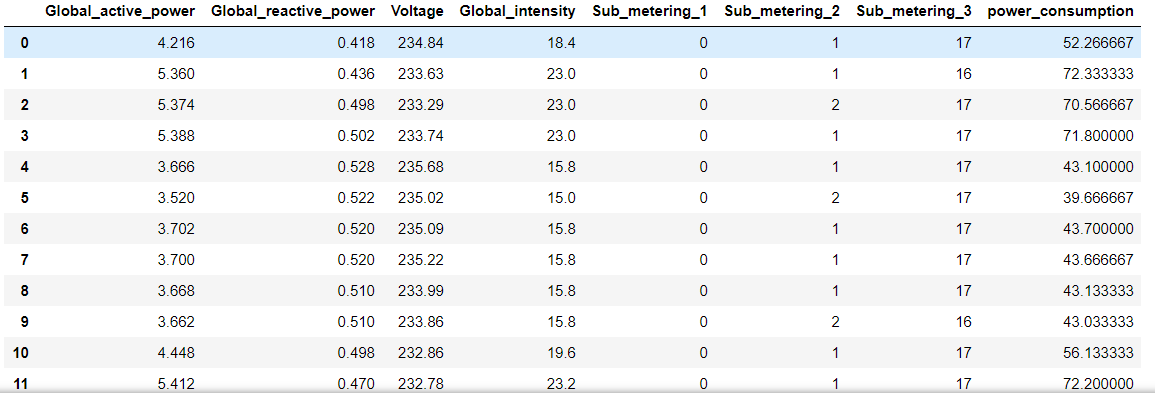 Global_active_power Global_reactive_power Voltage Global_intensity Sub_metering_1 Sub_metering_2 Sub_metering_3 power_consumption
0 4.216 0.418 234.84 18.4 0 1 17 52.266667
1 5.360 0.436 233.63 23.0 0 1 16 72.333333
2 5.374 0.498 233.29 23.0 0 2 17 70.566667
3 5.388 0.502 233.74 23.0 0 1 17 71.800000
4 3.666 0.528 235.68 15.8 0 1 17 43.100000
5 3.520 0.522 235.02 15.0 0 2 17 39.666667
6 3.702 0.520 235.09 15.8 0 1 17 43.700000
7 3.700 0.520 235.22 15.8 0 1 17 43.666667
8 3.668 0.510 233.99 15.8 0 1 17 43.133333
9 3.662 0.510 233.86 15.8 0 2 16 43.033333
10 4.448 0.498 232.86 19.6 0 1 17 56.133333
11 5.412 0.470 232.78 23.2 0 1 17 72.200000